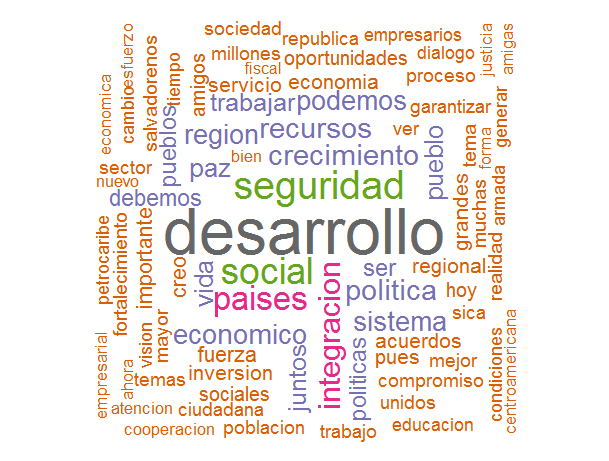 sociedad
republica
empresarios
justicia
amigas
economica
esfuerzo
cambio
salvadorenos
tiempo
amigos
millones
oportunidades
dialogo
fiscal
servicio
economia
proceso
pueblos
trabajar
podemos
garantizar
generar
region
recursos
ver
pueblo
tema
forma
sector
paz
bien
crecimiento
nuevo
debemos
seguridad
grandes
muchas
armada
desarrollo
petrocaribe
fortalecimiento
importante
creo
vida
social
ser
regional
realidad
paises
integracion
politica
hoy
economico
sistema
sica
empresarial
ahora
vision
mayor
fuerza
juntoso
politicas
acuerdos
pues
mejor
condiciones
centroamericana
temas
inversion
compromiso
sociales
atencion
ciudadana
unidos
cooperacion
poblacion
trabajo
educacion